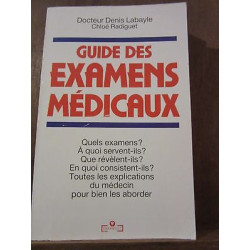 Docteur Denis Labayle
Chloé Radiguet
GUIDE DES
EXAMENS
MÉDICAUX
Quels examens?
À quoi servent-ils?
Que révèlent-ils?
En quoi consistent-ils?
Toutes les explications
du médecin
pour bien les aborder